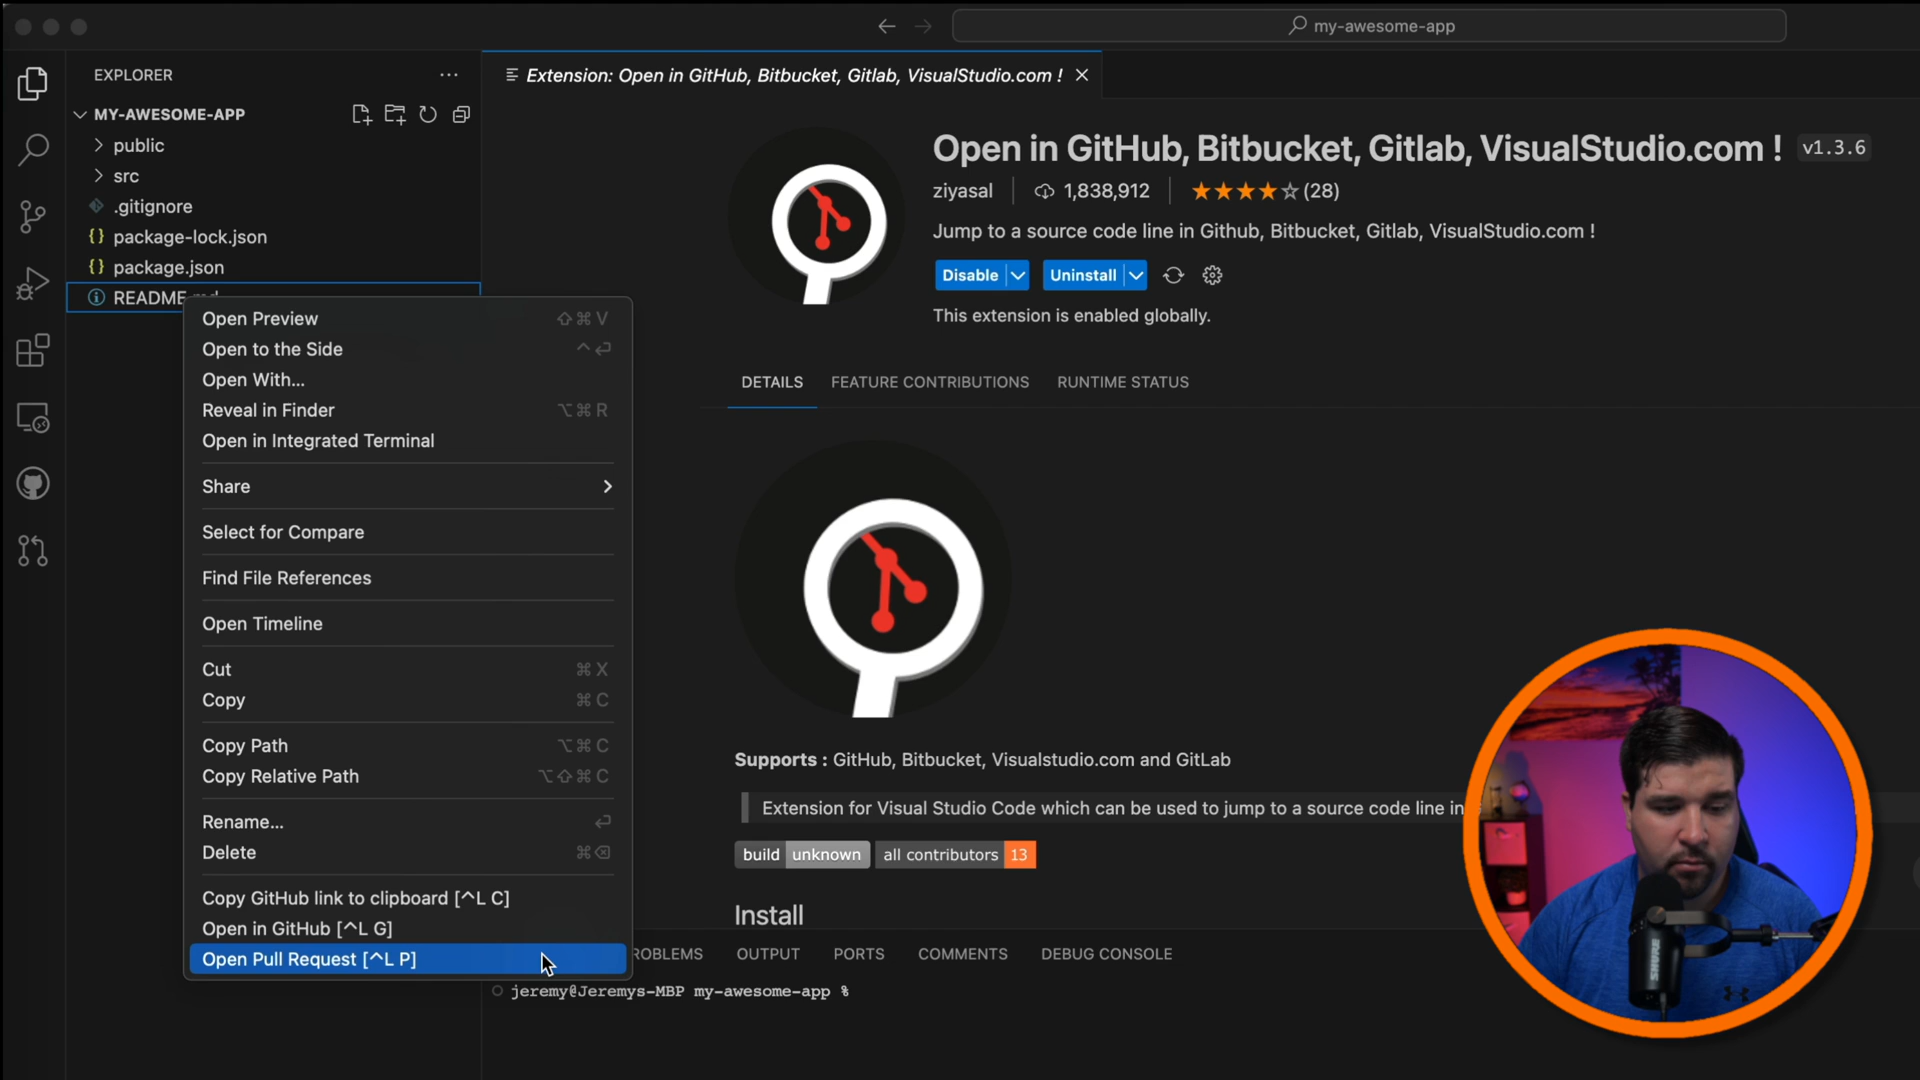 my-awesome-app
EXPLORER
MY-AWESOME-APP
public
src
.gitignore
package-lock.json
package.json
README
Open Preview ⇧⌘V
Open to the Side ^↩
Open With...
Reveal in Finder ⌥⌘R
Open in Integrated Terminal
Share
Select for Compare
Find File References
Open Timeline
Cut ⌘X
Copy ⌘C
Copy Path ⌥⌘C
Copy Relative Path ⌥⇧⌘C
Rename... ↩
Delete ⌘⌫
Copy GitHub link to clipboard [^L C]
Open in GitHub [^L G]
Open Pull Request [^L P]
Extension: Open in GitHub, Bitbucket, Gitlab, VisualStudio.com !
Open in GitHub, Bitbucket, Gitlab, VisualStudio.com ! v1.3.6
ziyasal 1,838,912 ★★★★☆ (28)
Jump to a source code line in Github, Bitbucket, Gitlab, VisualStudio.com !
Disable Uninstall
This extension is enabled globally.
DETAILS FEATURE CONTRIBUTIONS RUNTIME STATUS
Supports : GitHub, Bitbucket, Visualstudio.com and GitLab
Extension for Visual Studio Code which can be used to jump to a source code line in
build unknown all contributors 13
Install
ROBLEMS OUTPUT PORTS COMMENTS DEBUG CONSOLE
jeremy@Jeremys-MBP my-awesome-app %
SHURE